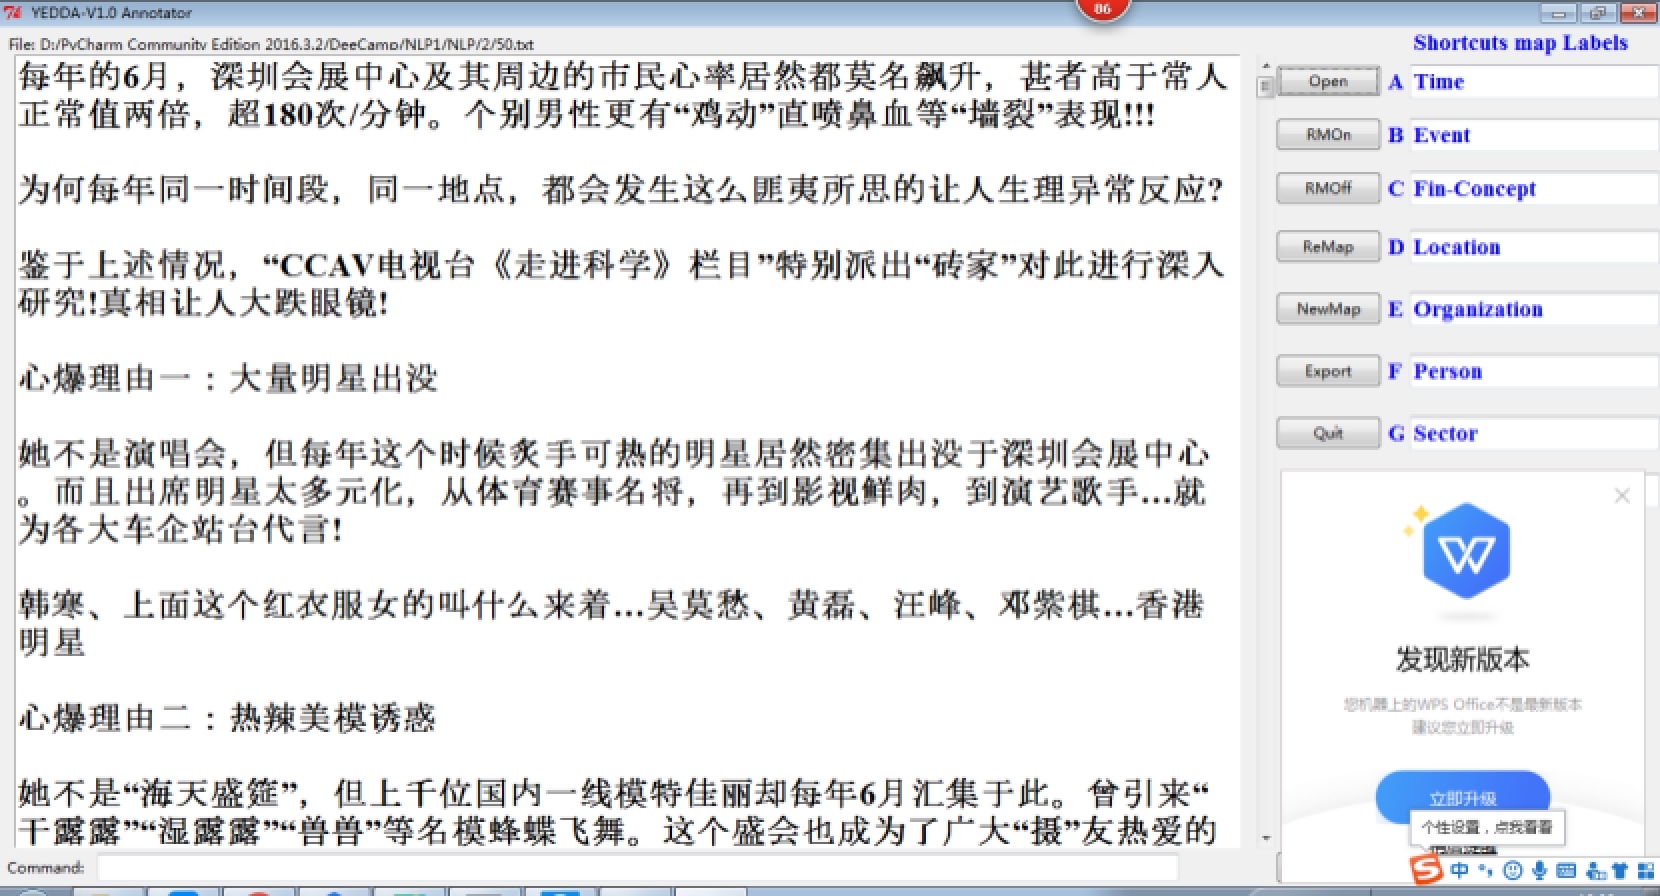 YEDDA-V1.0 Annotator
86
File: D:/PyCharm Community Edition 2016.3.2/DeeCamp/NLP1/NLP/2/50.txt
Shortcuts map Labels
每年的6月，深圳会展中心及其周边的市民心率居然都莫名飙升，甚者高于常人
正常值两倍，超180次/分钟。个别男性更有“鸡动”直喷鼻血等“墙裂”表现!!!
为何每年同一时间段，同一地点，都会发生这么匪夷所思的让人生理异常反应?
鉴于上述情况，“CCAV电视台《走进科学》栏目”特别派出“砖家”对此进行深入
研究!真相让人大跌眼镜!
心爆理由一：大量明星出没
她不是演唱会，但每年这个时候炙手可热的明星居然密集出没于深圳会展中心
。而且出席明星太多元化，从体育赛事名将，再到影视鲜肉，到演艺歌手...就
为各大车企站台代言!
韩寒、上面这个红衣服女的叫什么来着...吴莫愁、黄磊、汪峰、邓紫棋...香港
明星
心爆理由二：热辣美模诱惑
她不是“海天盛筵”，但上千位国内一线模特佳丽却每年6月汇集于此。曾引来“
干露露”“湿露露”“兽兽”等名模蜂蝶飞舞。这个盛会也成为了广大“摄”友热爱的
Open A Time
RMOn B Event
RMOff C Fin-Concept
ReMap D Location
NewMap E Organization
Export F Person
Quit G Sector
发现新版本
您机器上的WPS Office不是最新版本
建议您立即升级
立即升级
个性设置，点我看看
Command:
中